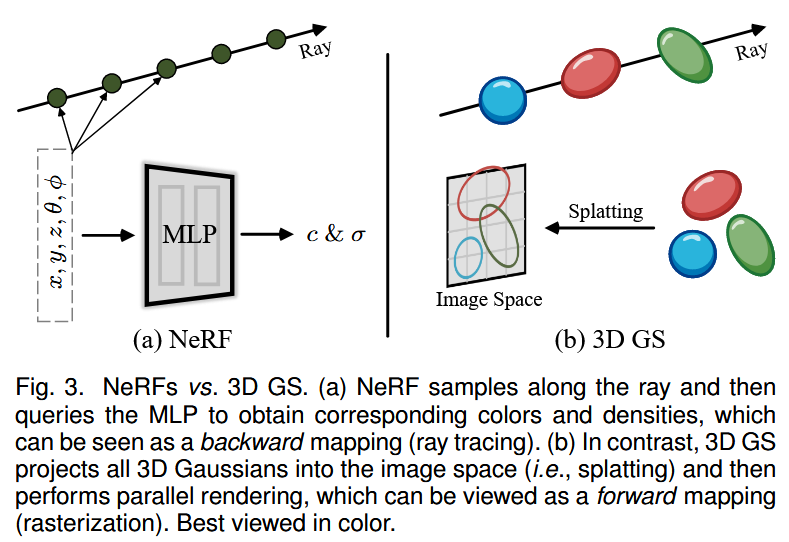 Ray
x, y, z, θ, ϕ
MLP
c & σ
(a) NeRF
Ray
Splatting
Image Space
(b) 3D GS
Fig. 3. NeRFs vs. 3D GS. (a) NeRF samples along the ray and then
queries the MLP to obtain corresponding colors and densities, which
can be seen as a backward mapping (ray tracing). (b) In contrast, 3D GS
projects all 3D Gaussians into the image space (i.e., splatting) and then
performs parallel rendering, which can be viewed as a forward mapping
(rasterization). Best viewed in color.